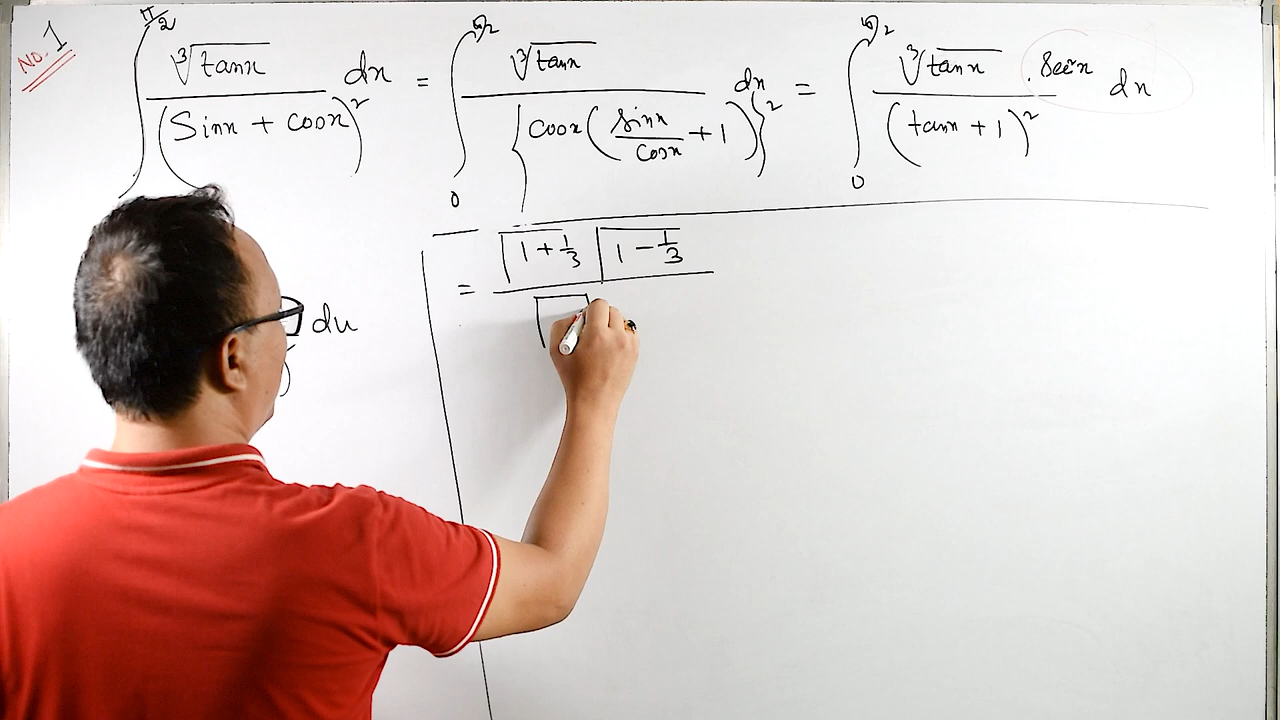 No. 1
∫₀^(π/2) ∛(tanx) / (Sinx + cosx)² dx = ∫₀^(π/2) ∛(tanx) / {cosx(sinx/cosx + 1)}² dx = ∫₀^(π/2) ∛(tanx) . Sec²x / (tanx + 1)² dx
= Γ(1 + 1/3) Γ(1 − 1/3) / Γ
du